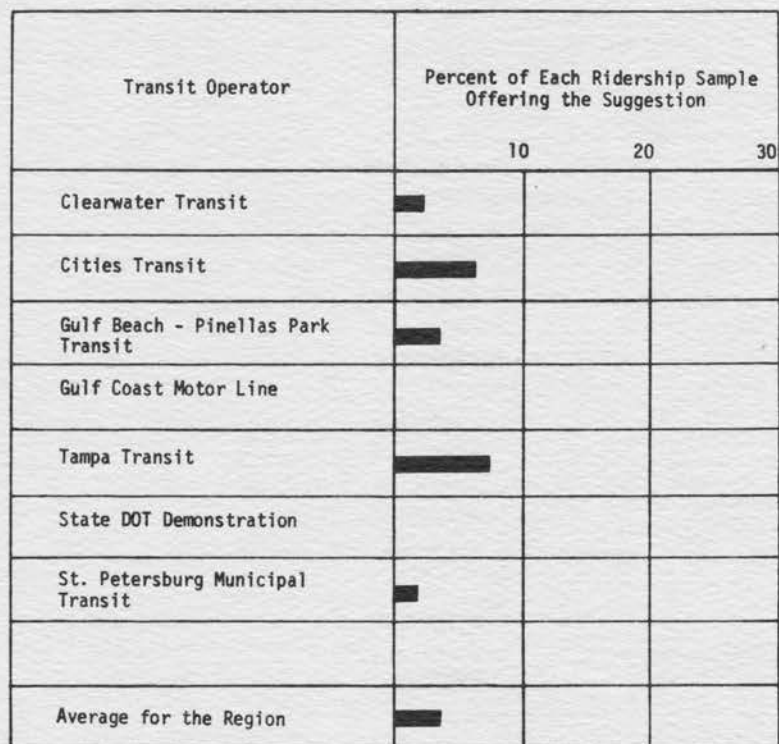 Transit Operator
Percent of Each Ridership Sample
Offering the Suggestion
10 20 30
Clearwater Transit
Cities Transit
Gulf Beach - Pinellas Park
Transit
Gulf Coast Motor Line
Tampa Transit
State DOT Demonstration
St. Petersburg Municipal
Transit
Average for the Region